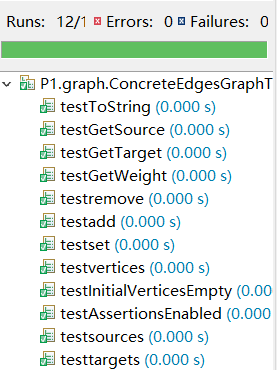 Runs: 12/1 Errors: 0 Failures: 0
P1.graph.ConcreteEdgesGraphT
testToString (0.000 s)
testGetSource (0.000 s)
testGetTarget (0.000 s)
testGetWeight (0.000 s)
testremove (0.000 s)
testadd (0.000 s)
testset (0.000 s)
testvertices (0.000 s)
testInitialVerticesEmpty (0.00
testAssertionsEnabled (0.000
testsources (0.000 s)
testtargets (0.000 s)